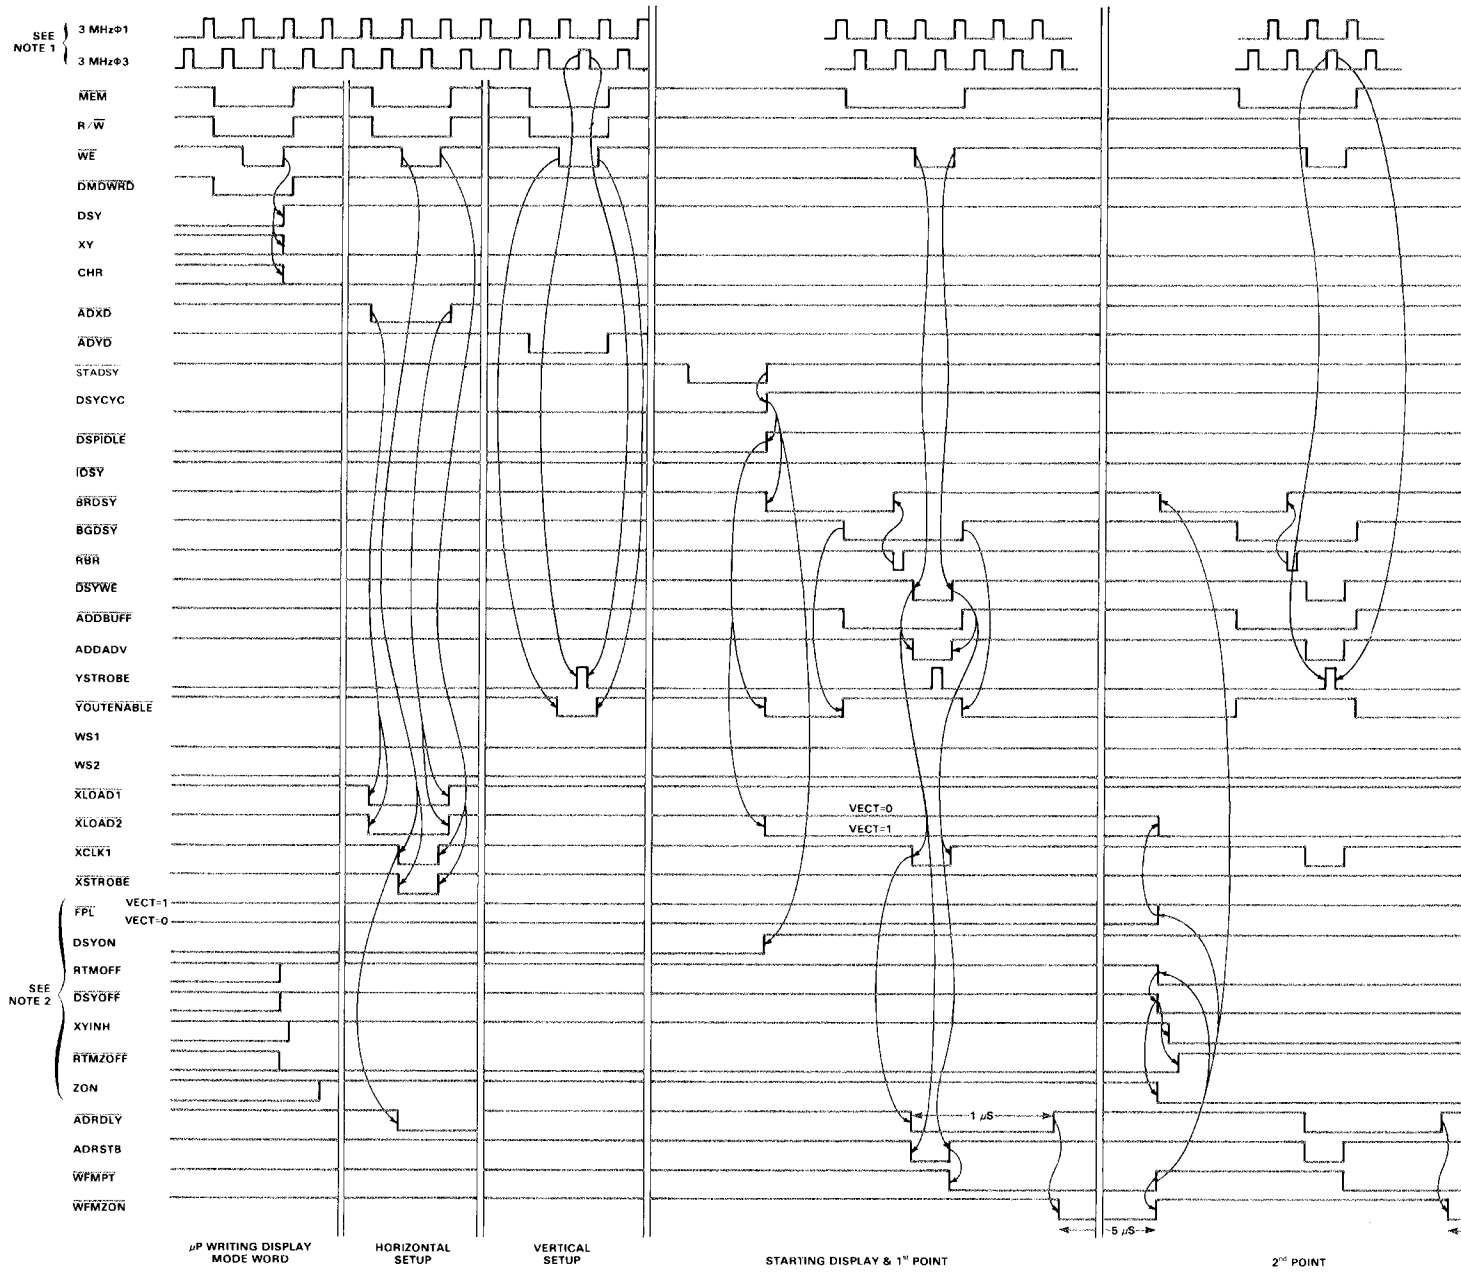 SEE
NOTE 1
3 MHzΦ1
3 MHzΦ3
MEM
R/W
WE
DMDWRD
DSY
XY
CHR
ADXD
ADYD
STADSY
DSYCYC
DSPIDLE
IDSY
BRDSY
BGDSY
RBR
DSYWE
ADDBUFF
ADDADV
YSTROBE
YOUTENABLE
WS1
WS2
XLOAD1
XLOAD2
VECT=0
VECT=1
XCLK1
XSTROBE
FPL
VECT=1
VECT=0
DSYON
RTMOFF
SEE
NOTE 2
DSYOFF
XYINH
RTMZOFF
ZON
ADRDLY
1 μS
ADRSTB
WFMPT
WFMZON
5 μS
μP WRITING DISPLAY
MODE WORD
HORIZONTAL
SETUP
VERTICAL
SETUP
STARTING DISPLAY & 1st POINT
2nd POINT